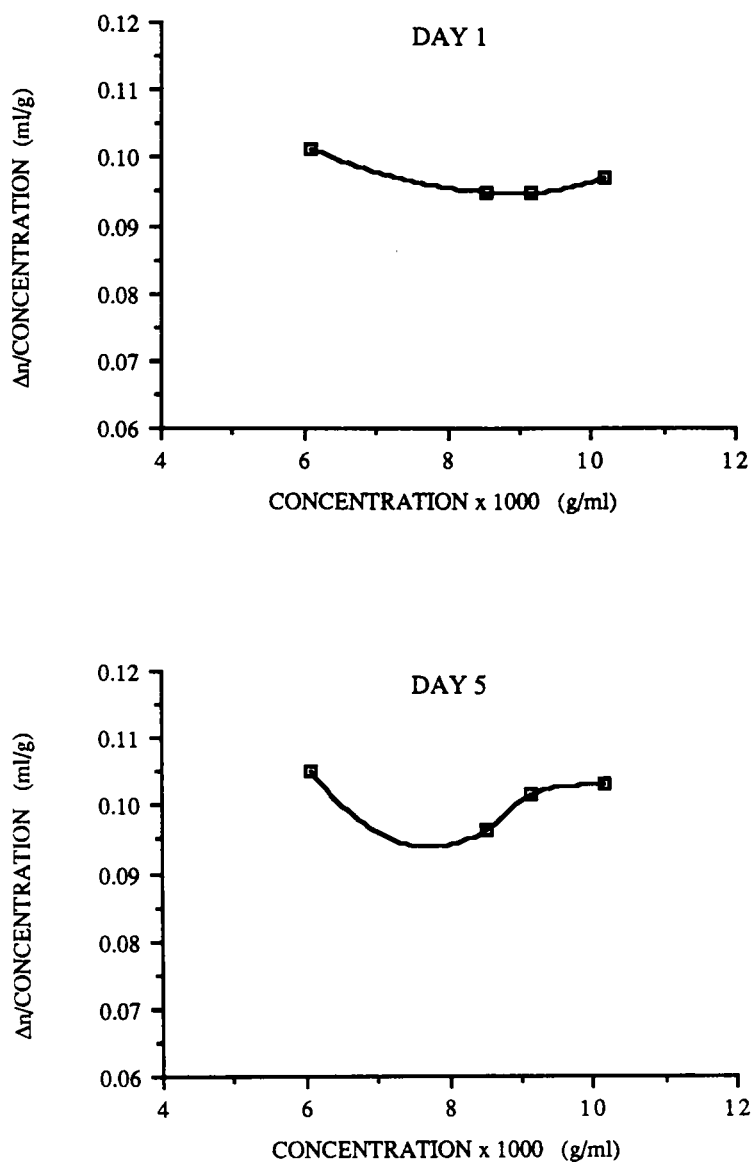 DAY 1
0.12
0.11
0.10
0.09
0.08
0.07
0.06
Δn/CONCENTRATION (ml/g)
4 6 8 10 12
CONCENTRATION x 1000 (g/ml)
DAY 5
0.12
0.11
0.10
0.09
0.08
0.07
0.06
Δn/CONCENTRATION (ml/g)
4 6 8 10 12
CONCENTRATION x 1000 (g/ml)